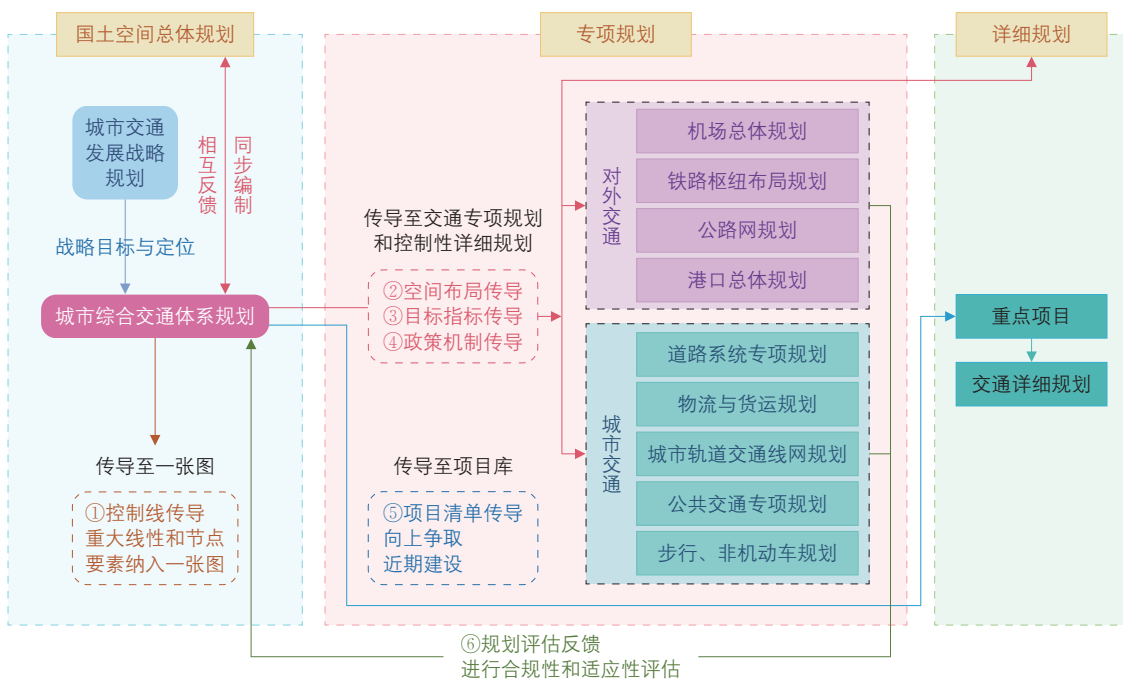 国土空间总体规划
城市交通
发展战略
规划
相互反馈
同步编制
战略目标与定位
城市综合交通体系规划
传导至一张图
①控制线传导
重大线性和节点
要素纳入一张图
专项规划
传导至交通专项规划
和控制性详细规划
②空间布局传导
③目标指标传导
④政策机制传导
传导至项目库
⑤项目清单传导
向上争取
近期建设
对外交通
机场总体规划
铁路枢纽布局规划
公路网规划
港口总体规划
城市交通
道路系统专项规划
物流与货运规划
城市轨道交通线网规划
公共交通专项规划
步行、非机动车规划
详细规划
重点项目
交通详细规划
⑥规划评估反馈
进行合规性和适应性评估